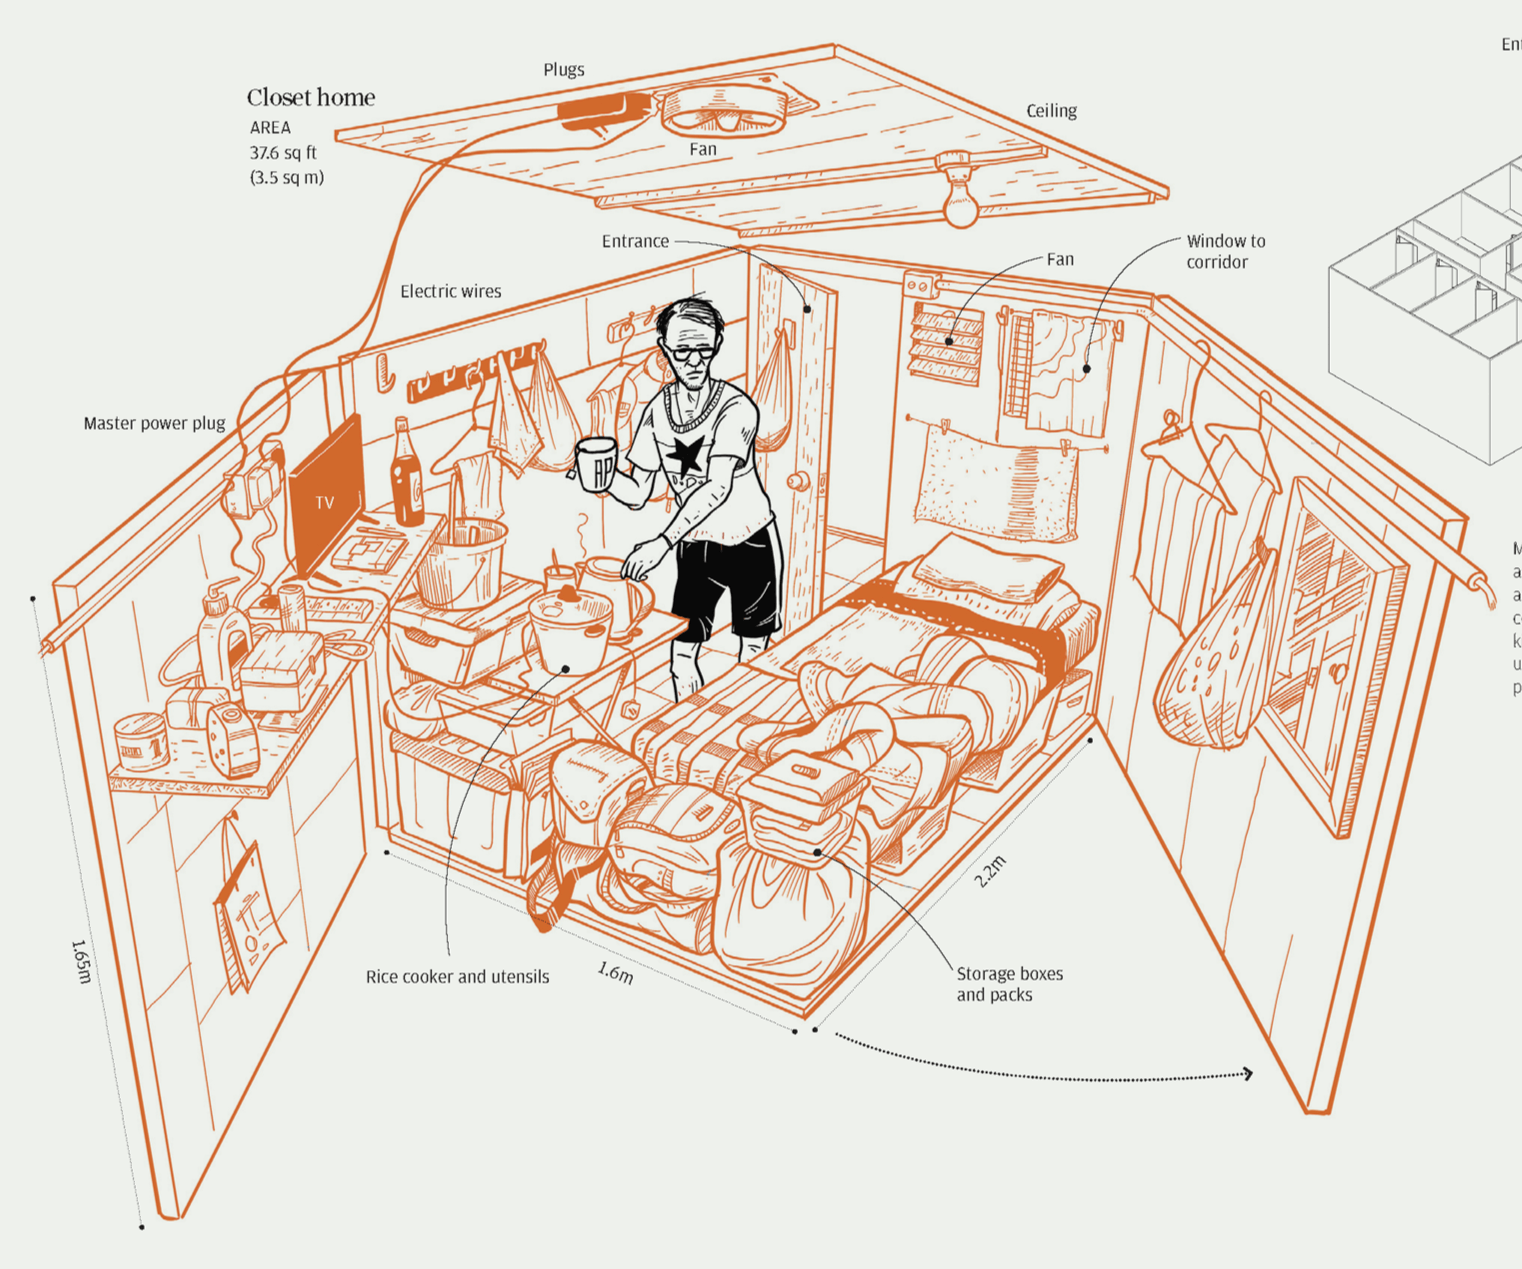 Closet home
AREA
37.6 sq ft
(3.5 sq m)
Plugs
Fan
Ceiling
Entrance
Fan
Window to
corridor
Electric wires
Master power plug
TV
Rice cooker and utensils
Storage boxes
and packs
1.65m
1.6m
2.2m